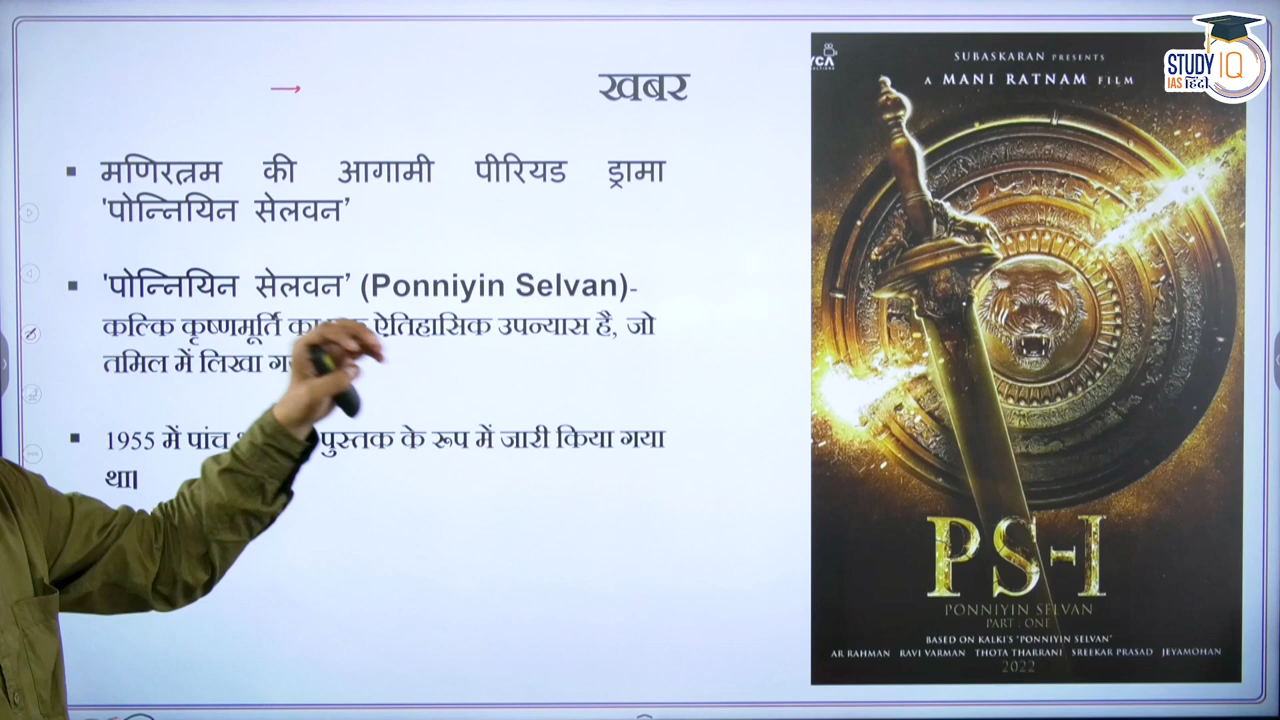 खबर
▪ मणिरत्नम की आगामी पीरियड ड्रामा
'पोन्नियिन सेलवन'
▪ 'पोन्नियिन सेलवन' (Ponniyin Selvan)-
कल्कि कृष्णमूर्ति ऐतिहासिक उपन्यास है, जो
तमिल में लिखा
▪ 1955 में पांच पुस्तक के रूप में जारी किया गया
था।
SUBASKARAN PRESENTS
A MANI RATNAM FILM
PS-I
PONNIYIN SELVAN
PART : ONE
BASED ON KALKI'S "PONNIYIN SELVAN"
AR RAHMAN RAVI VARMAN THOTA THARRANI SREEKAR PRASAD JEYAMOHAN
2022
STUDY IQ
IAS हिंदी